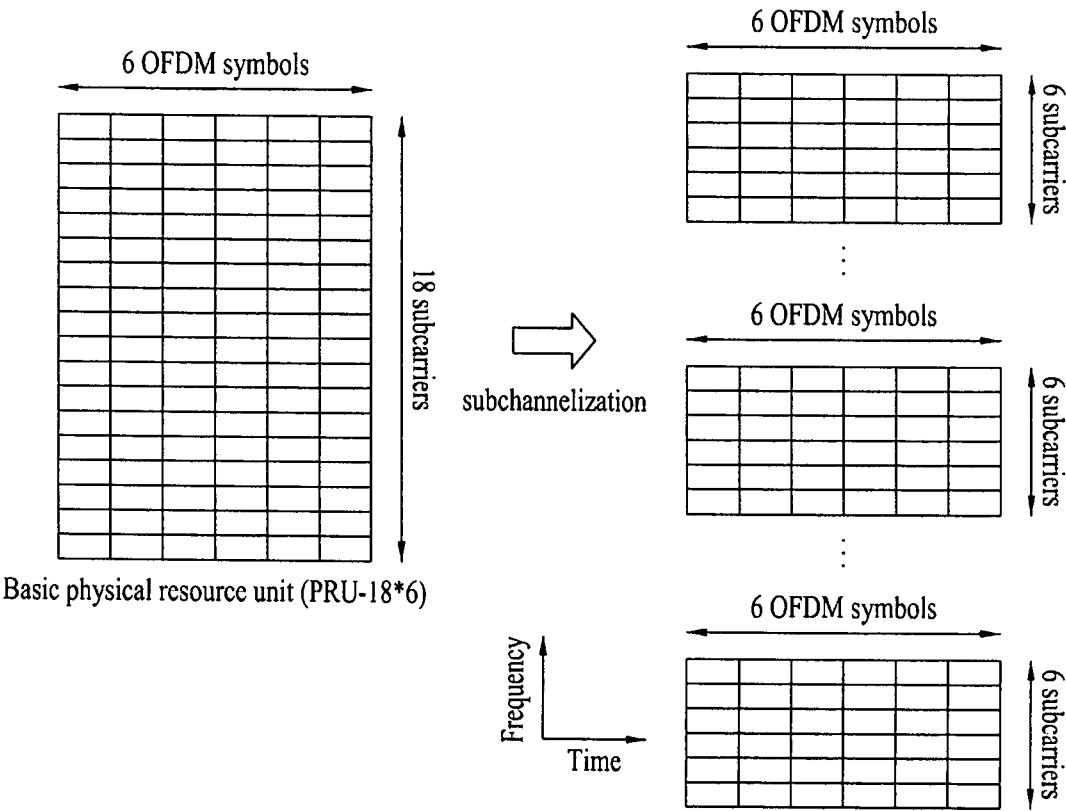 6 OFDM symbols
18 subcarriers
Basic physical resource unit (PRU-18*6)
subchannelization
6 OFDM symbols
6 subcarriers
6 OFDM symbols
6 subcarriers
6 OFDM symbols
6 subcarriers
Frequency
Time